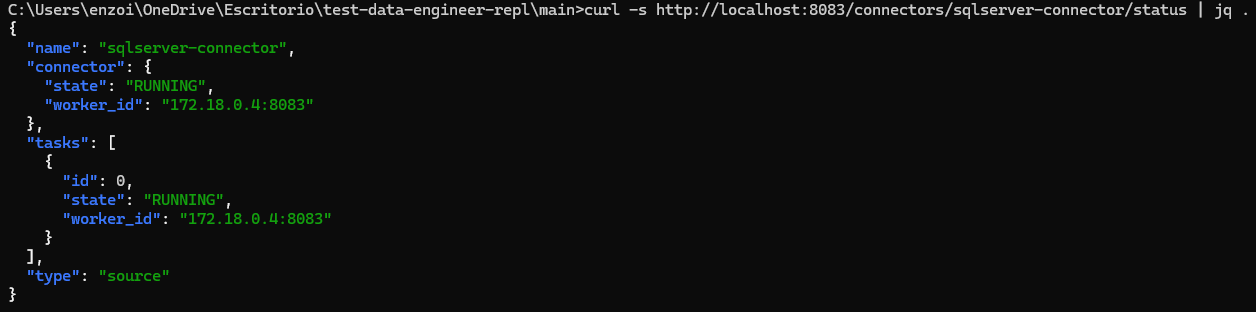 C:\Users\enzoi\OneDrive\Escritorio\test-data-engineer-repl\main>curl -s http://localhost:8083/connectors/sqlserver-connector/status | jq .
{
  "name": "sqlserver-connector",
  "connector": {
    "state": "RUNNING",
    "worker_id": "172.18.0.4:8083"
  },
  "tasks": [
    {
      "id": 0,
      "state": "RUNNING",
      "worker_id": "172.18.0.4:8083"
    }
  ],
  "type": "source"
}